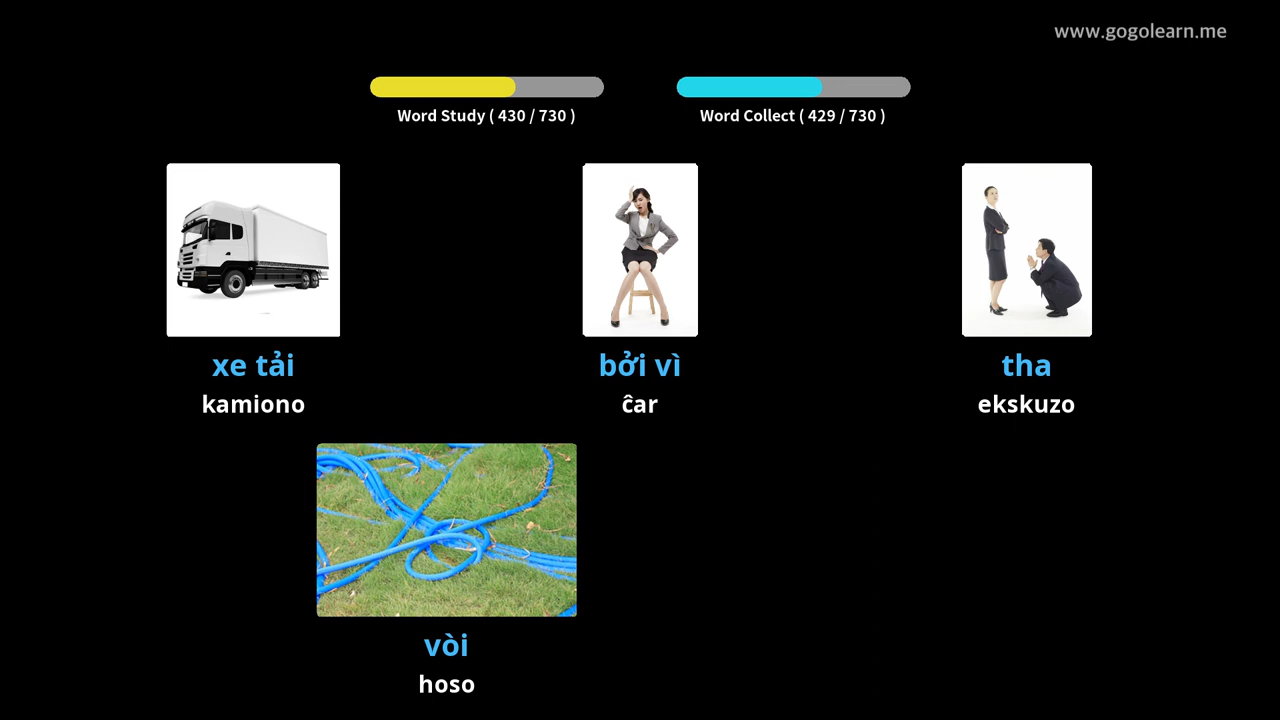 www.gogolearn.me
Word Study ( 430 / 730 )
Word Collect ( 429 / 730 )
xe tải
kamiono
bởi vì
ĉar
tha
ekskuzo
vòi
hoso